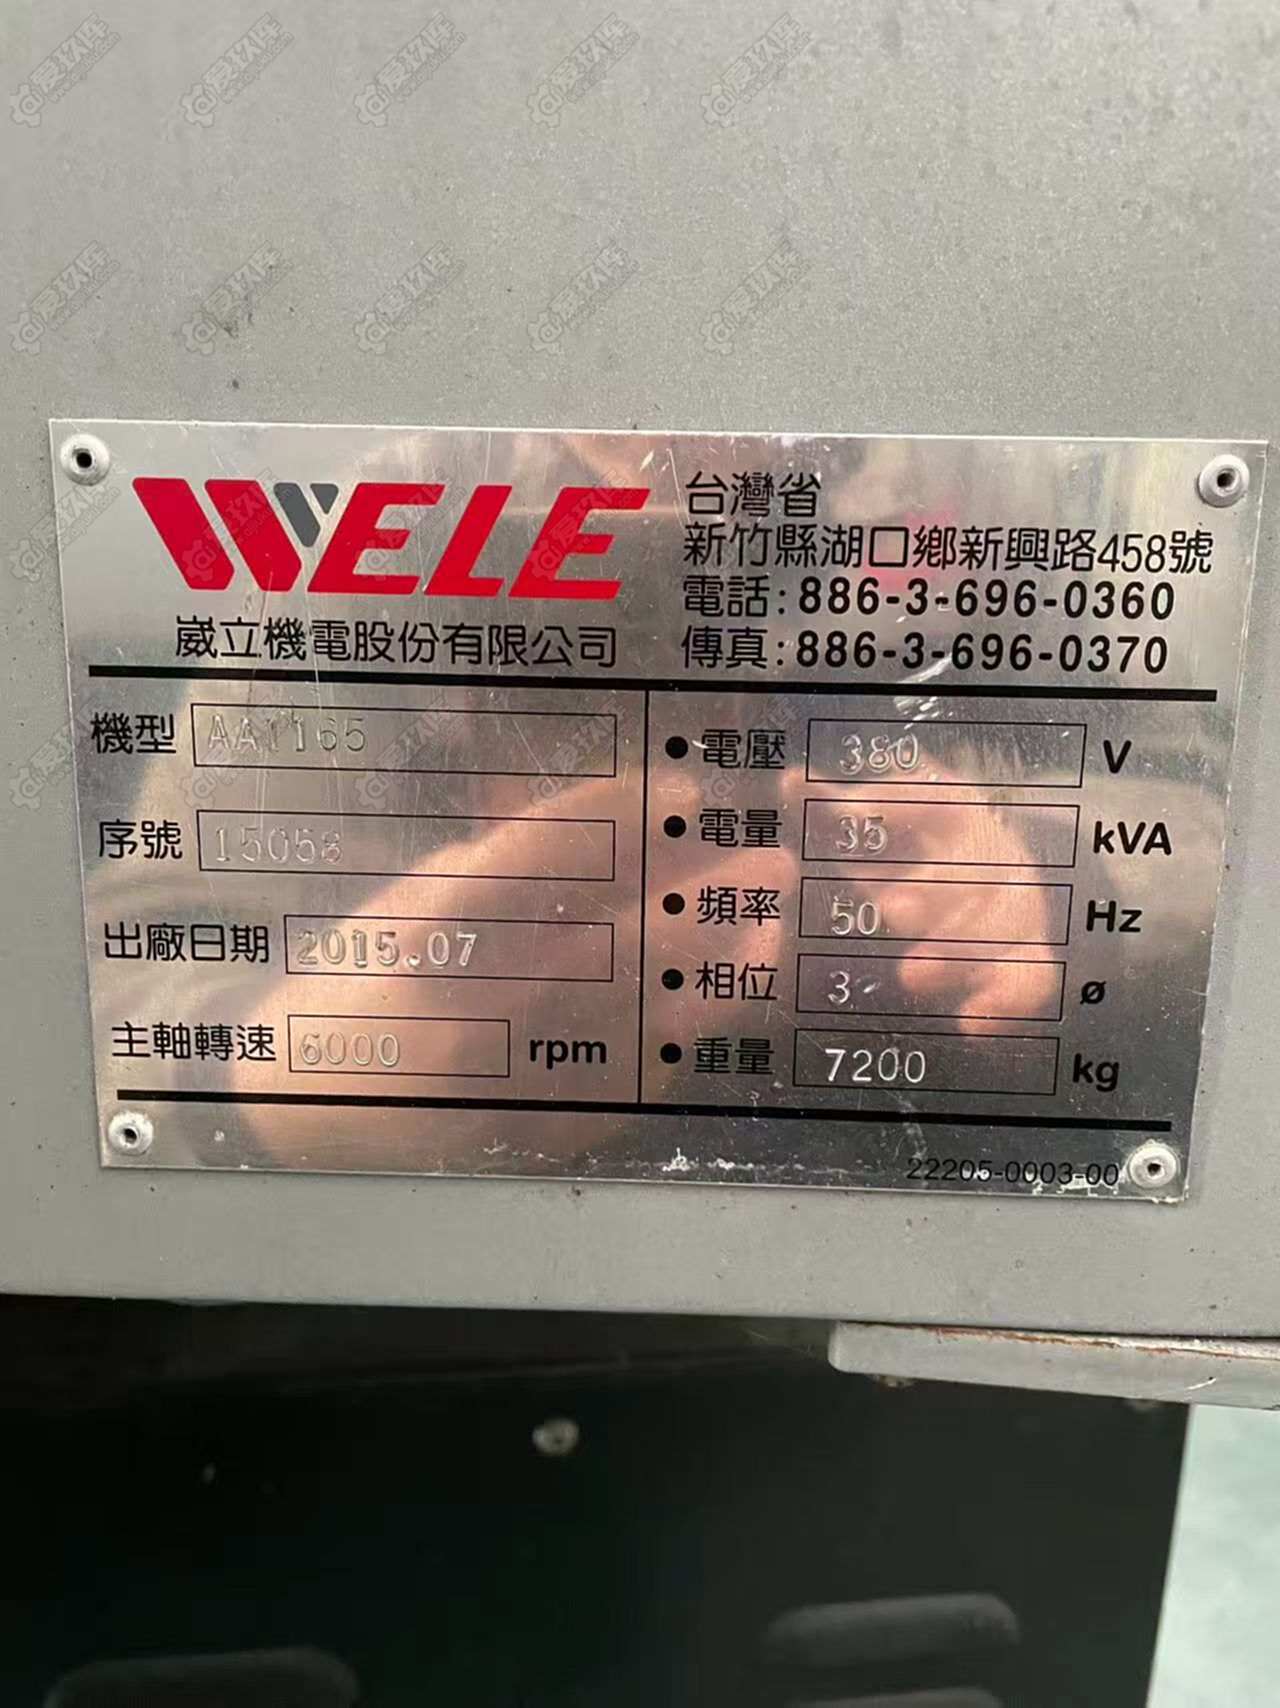 WELE
崴立機電股份有限公司
台灣省
新竹縣湖口鄉新興路458號
電話:886-3-696-0360
傳真:886-3-696-0370
機型 AA1165
序號 15058
出廠日期 2015.07
主軸轉速 6000 rpm
●電壓 380 V
●電量 35 kVA
●頻率 50 Hz
●相位 3 ø
●重量 7200 kg
22205-0003-00
爱玖库